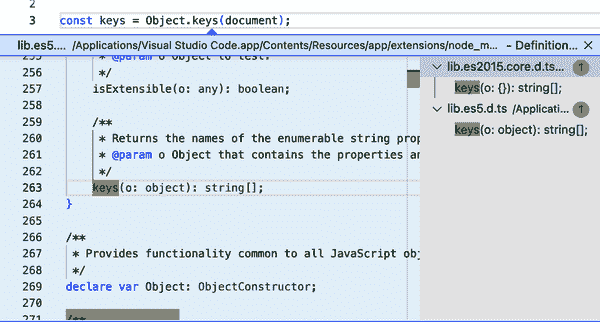 2
3 const keys = Object.keys(document);
lib.es5.... /Applications/Visual Studio Code.app/Contents/Resources/app/extensions/node_m... - Definition...
255 * @param o Object to test.
256 */
257 isExtensible(o: any): boolean;
258
259 /**
260 * Returns the names of the enumerable string prop
261 * @param o Object that contains the properties an
262 */
263 keys(o: object): string[];
264 }
265
266 /**
267 * Provides functionality common to all JavaScript obj
268 */
269 declare var Object: ObjectConstructor;
270
271 /**
lib.es2015.core.d.ts...
keys(o: {}): string[];
lib.es5.d.ts /Applicatio...
keys(o: object): string[];